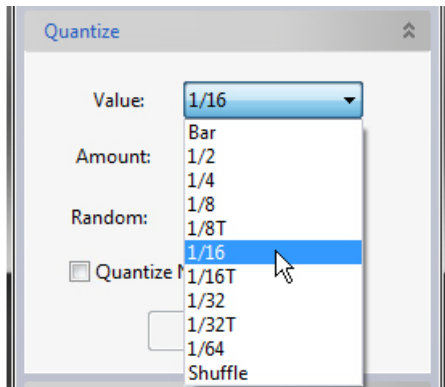 Quantize
Value: 1/16
Bar
Amount: 1/2
1/4
1/8
Random: 1/8T
1/16
Quantize 1/16T
1/32
1/32T
1/64
Shuffle